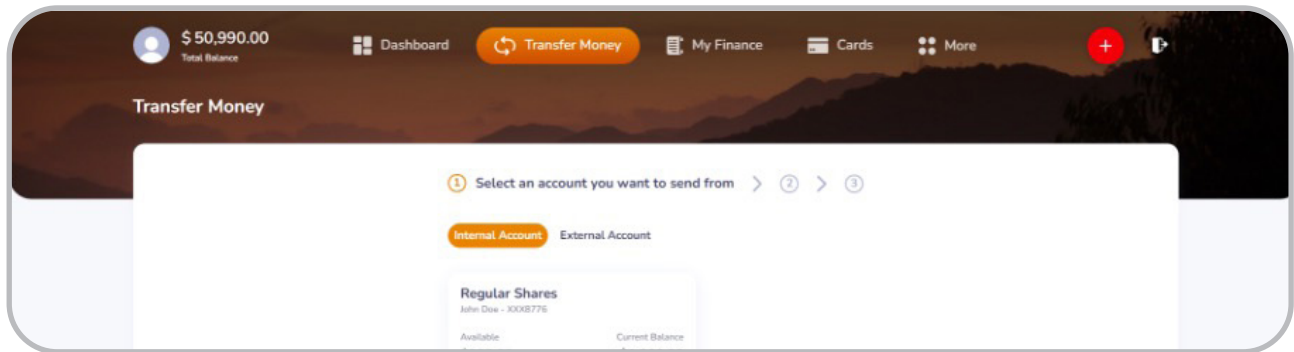 $ 50,990.00
Total Balance
Dashboard
Transfer Money
My Finance
Cards
More
Transfer Money
1 Select an account you want to send from > 2 > 3
Internal Account External Account
Regular Shares
John Doe - XXX8776
Available Current Balance